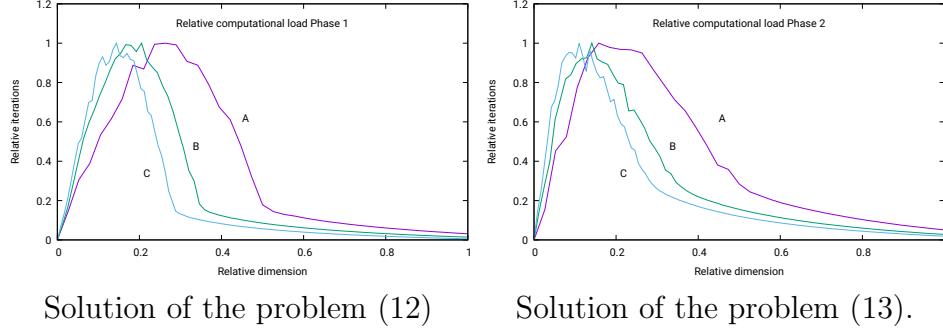 Relative computational load Phase 1
Relative iterations
1.2
1
0.8
0.6
0.4
0.2
0
A
B
C
0
0.2
0.4
0.6
0.8
1
Relative dimension
Solution of the problem (12)
Relative computational load Phase 2
Relative iterations
1.2
1
0.8
0.6
0.4
0.2
0
A
B
C
0
0.2
0.4
0.6
0.8
Relative dimension
Solution of the problem (13).